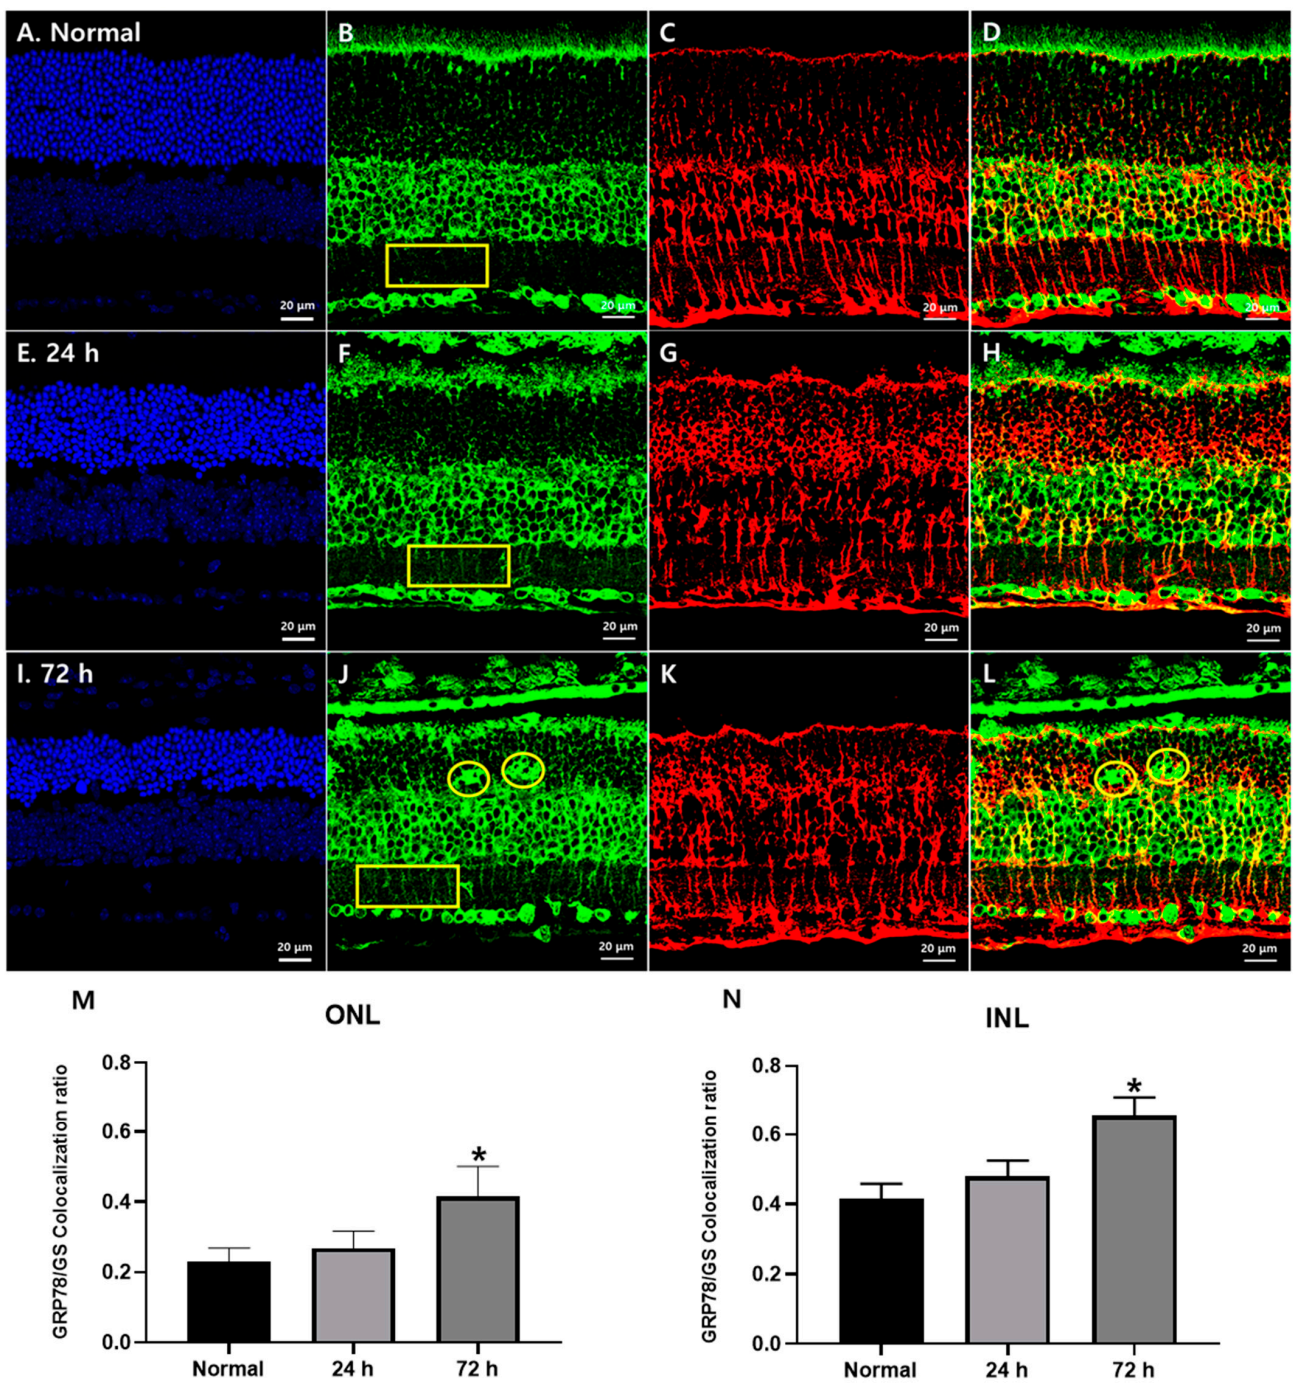 A. Normal
B
C
D
20 μm
20 μm
20 μm
20 μm
E. 24 h
F
G
H
20 μm
20 μm
20 μm
20 μm
I. 72 h
J
K
L
20 μm
20 μm
20 μm
20 μm
M
ONL
GRP78/GS Colocalization ratio
0.8
0.6
0.4
0.2
0.0
*
Normal
24 h
72 h
N
INL
GRP78/GS Colocalization ratio
0.8
0.6
0.4
0.2
0.0
*
Normal
24 h
72 h